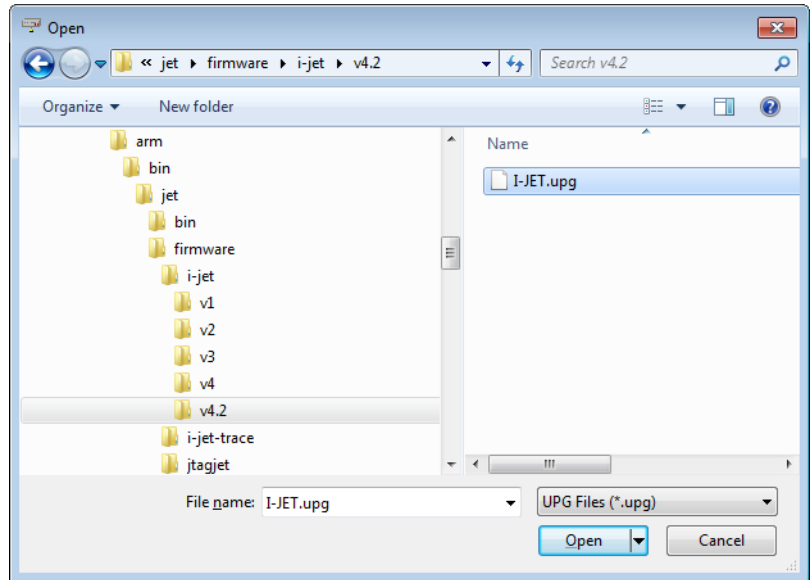 Open
« jet ▸ firmware ▸ i-jet ▸ v4.2
Search v4.2
Organize ▾ New folder
arm
bin
jet
bin
firmware
i-jet
v1
v2
v3
v4
v4.2
i-jet-trace
jtagjet
Name
I-JET.upg
File name: I-JET.upg
UPG Files (*.upg)
Open Cancel